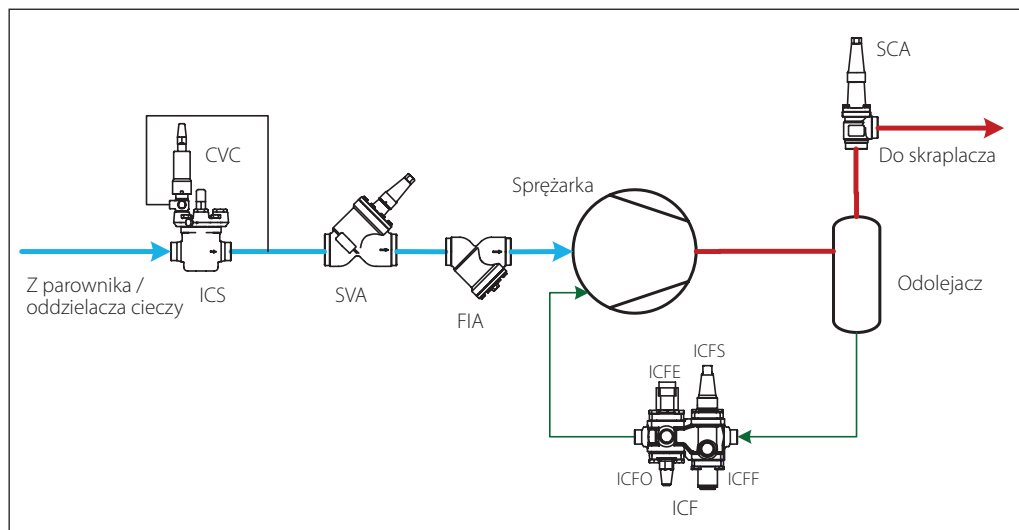 SCA
CVC
Do skraplacza
Sprężarka
Z parownika /
oddzielacza cieczy
ICS
SVA
FIA
Odolejacz
ICFS
ICFE
ICFO
ICFF
ICF